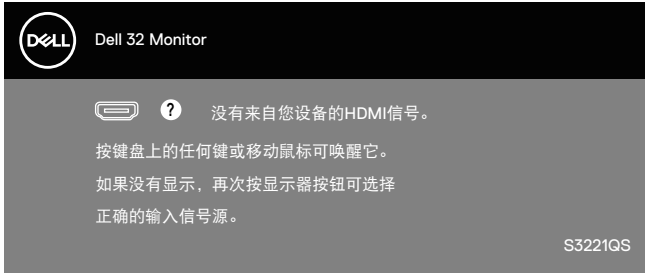 DELL
Dell 32 Monitor
? 没有来自您设备的HDMI信号。
按键盘上的任何键或移动鼠标可唤醒它。
如果没有显示，再次按显示器按钮可选择
正确的输入信号源。
S3221QS